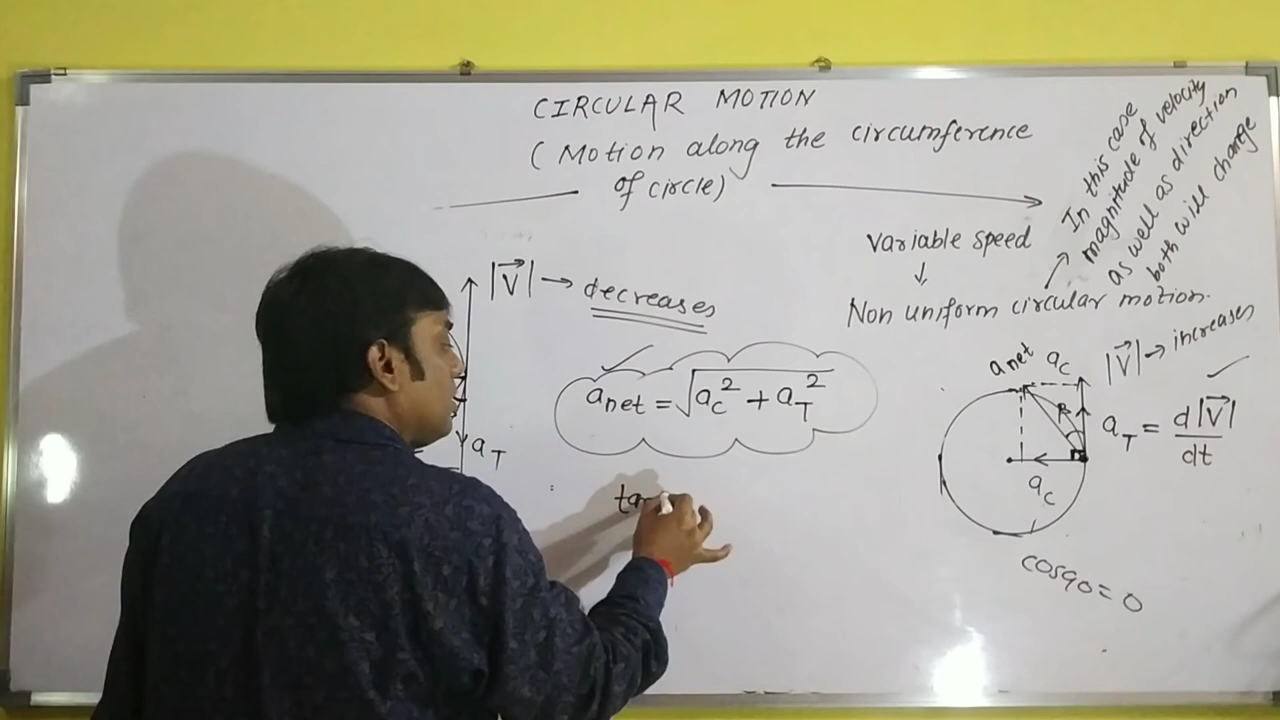 CIRCULAR MOTION
(Motion along the circumference
of circle)
In this case
magnitude of velocity
as well as direction
both will change
Variable speed
↓
Non uniform circular motion.
|V⃗| → decreases
a_T
a_net = √(a_c² + a_T²)
ta
a_net a_c
|V⃗| → increases
a_T = d|V⃗|/dt
a_c
cos90 = 0